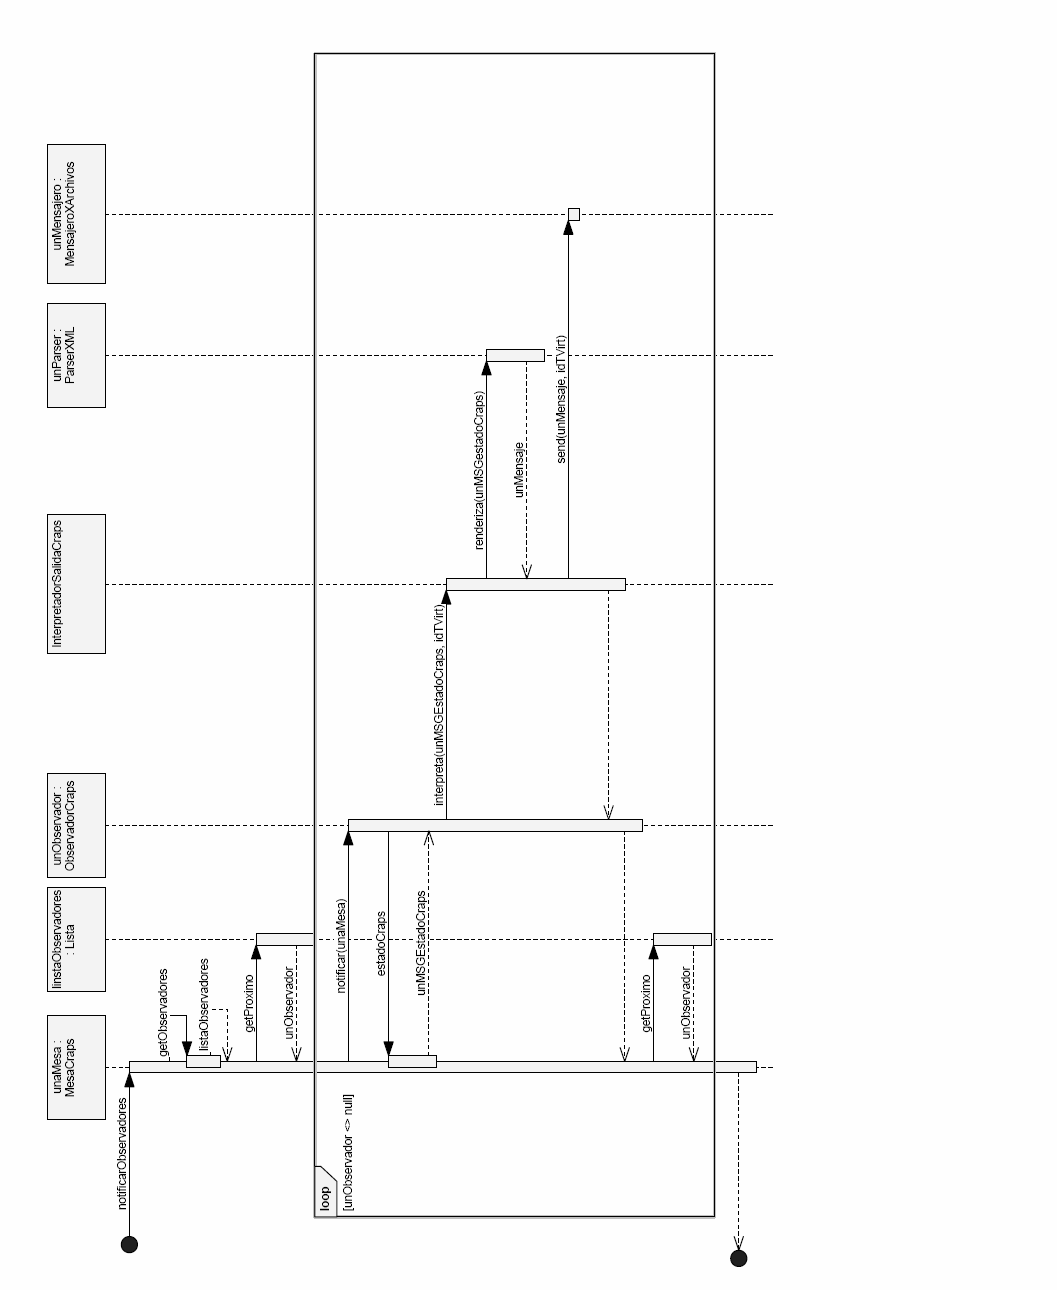 unaMesa :
MesaCraps
linstaObservadores
: Lista
unObservador :
ObservadorCraps
InterpretadorSalidaCraps
unParser :
ParserXML
unMensajero :
MensajeroXArchivos
notificarObservadores
getObservadores
listaObservadores
getProximo
unObservador
loop
[unObservador <> null]
notificar(unaMesa)
estadoCraps
unMSGEstadoCraps
interpreta(unMSGEstadoCraps, idTVirt)
renderiza(unMSGestadoCraps)
unMensaje
send(unMensaje, idTVirt)
getProximo
unObservador